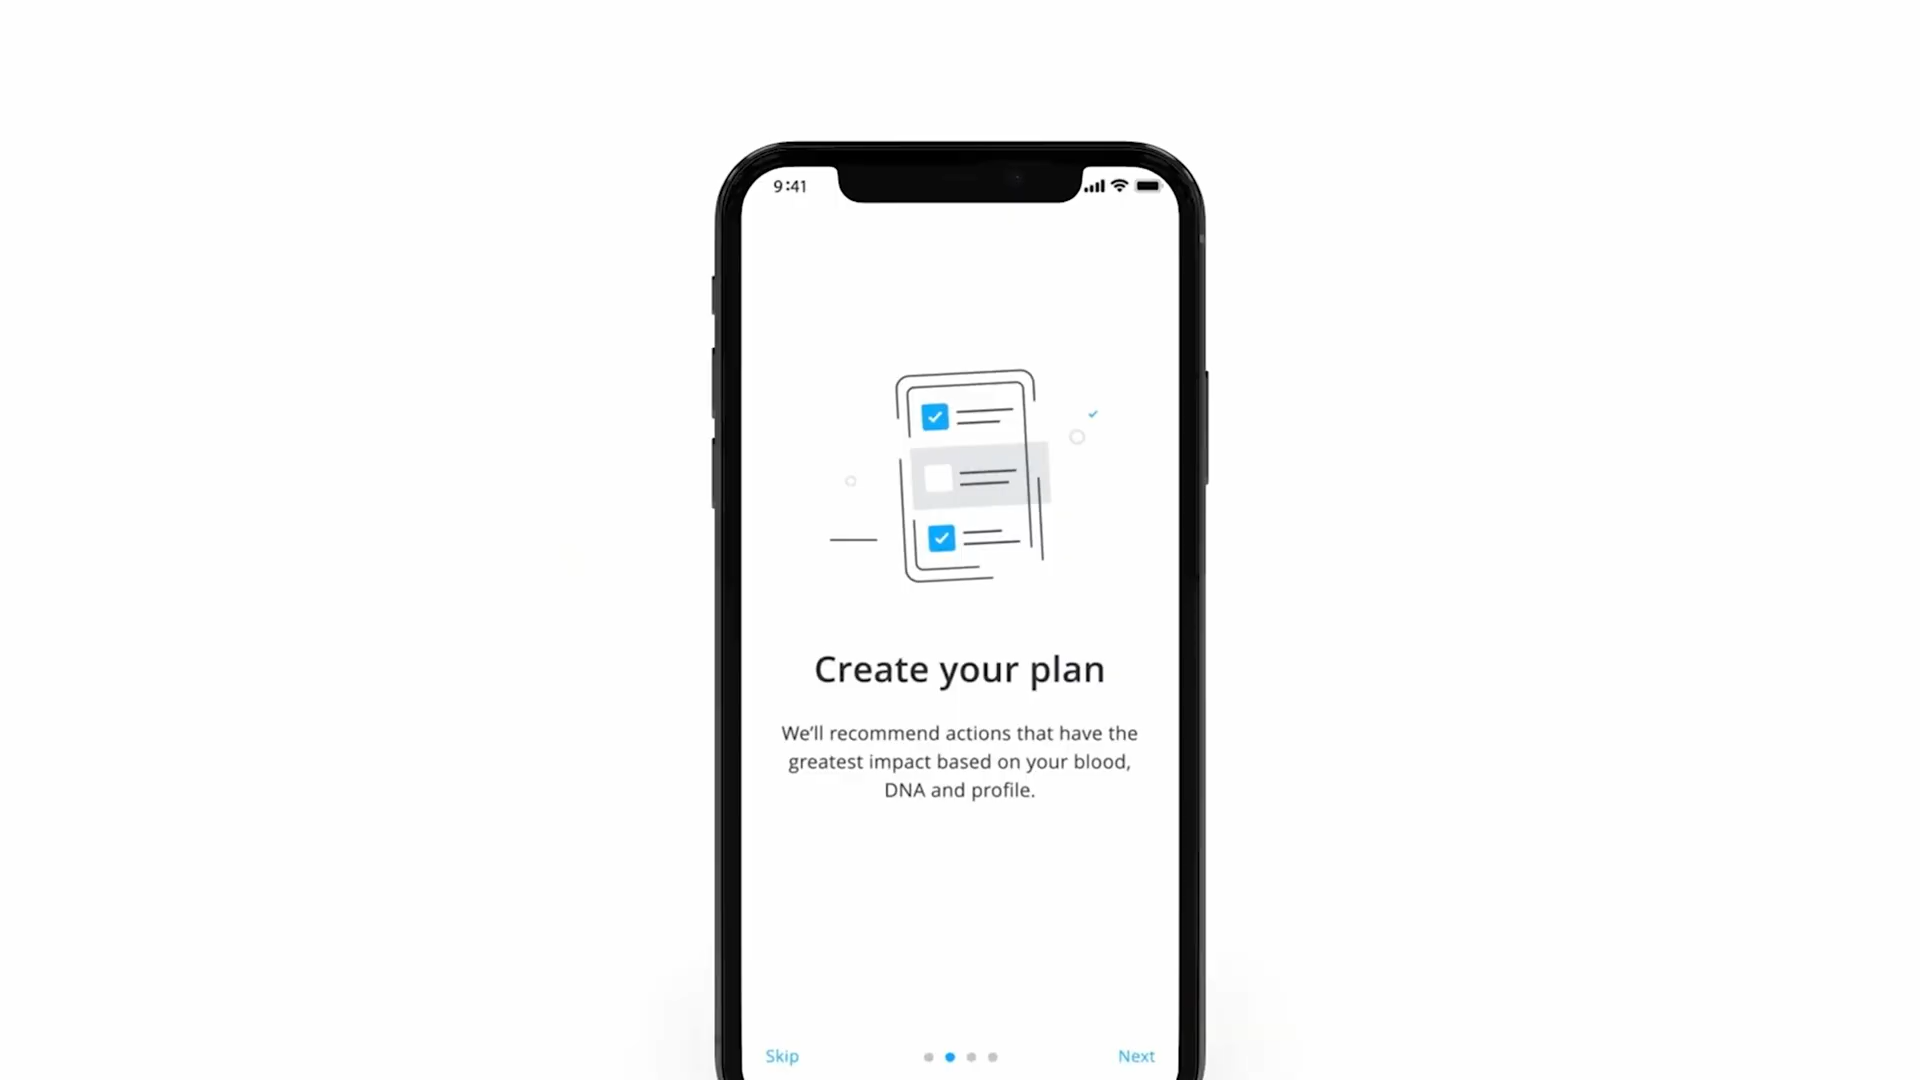 9:41
Create your plan
We'll recommend actions that have the
greatest impact based on your blood,
DNA and profile.
Skip
Next